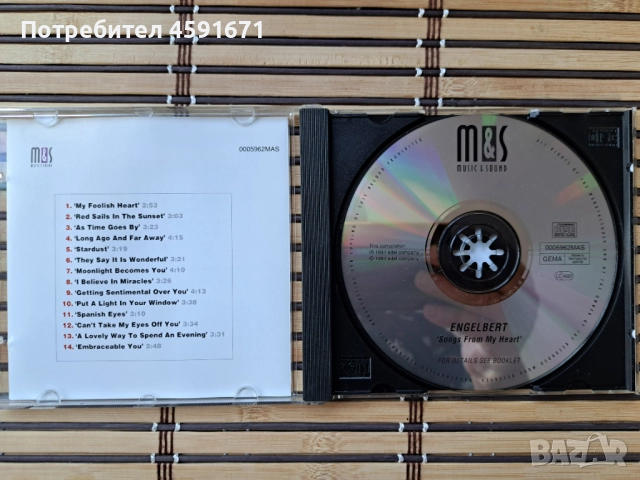 Потребител 4591671
M&S
MUSIC & SOUND
0005962MAS
1. 'My Foolish Heart' 2:53
2. 'Red Sails In The Sunset' 3:03
3. 'As Time Goes By' 3:23
4. 'Long Ago And Far Away' 4:15
5. 'Stardust' 3:19
6. 'They Say It Is Wonderful' 3:21
7. 'Moonlight Becomes You' 4:19
8. 'I Believe In Miracles' 3:26
9. 'Getting Sentimental Over You' 4:13
10. 'Put A Light In Your Window' 3:38
11. 'Spanish Eyes' 3:10
12. 'Can't Take My Eyes Off You' 3:34
13. 'A Lovely Way To Spend An Evening' 3:31
14. 'Embraceable You' 3:48
M&S
MUSIC & SOUND
0005962MAS
GEMA
ENGELBERT
'Songs From My Heart'
FOR DETAILS SEE BOOKLET
BAZAR